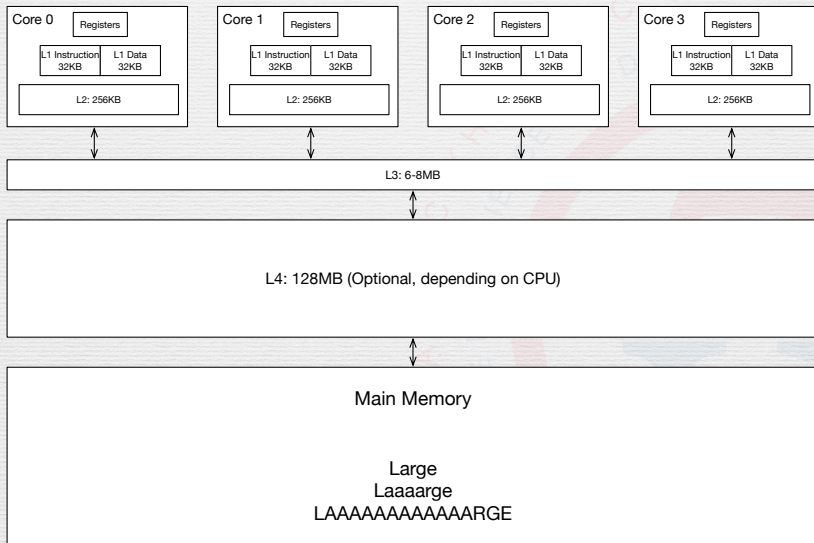 Core 0
Registers
L1 Instruction
32KB
L1 Data
32KB
L2: 256KB
Core 1
Registers
L1 Instruction
32KB
L1 Data
32KB
L2: 256KB
Core 2
Registers
L1 Instruction
32KB
L1 Data
32KB
L2: 256KB
Core 3
Registers
L1 Instruction
32KB
L1 Data
32KB
L2: 256KB
L3: 6-8MB
L4: 128MB (Optional, depending on CPU)
Main Memory
Large
Laaaarge
LAAAAAAAAAAAARGE